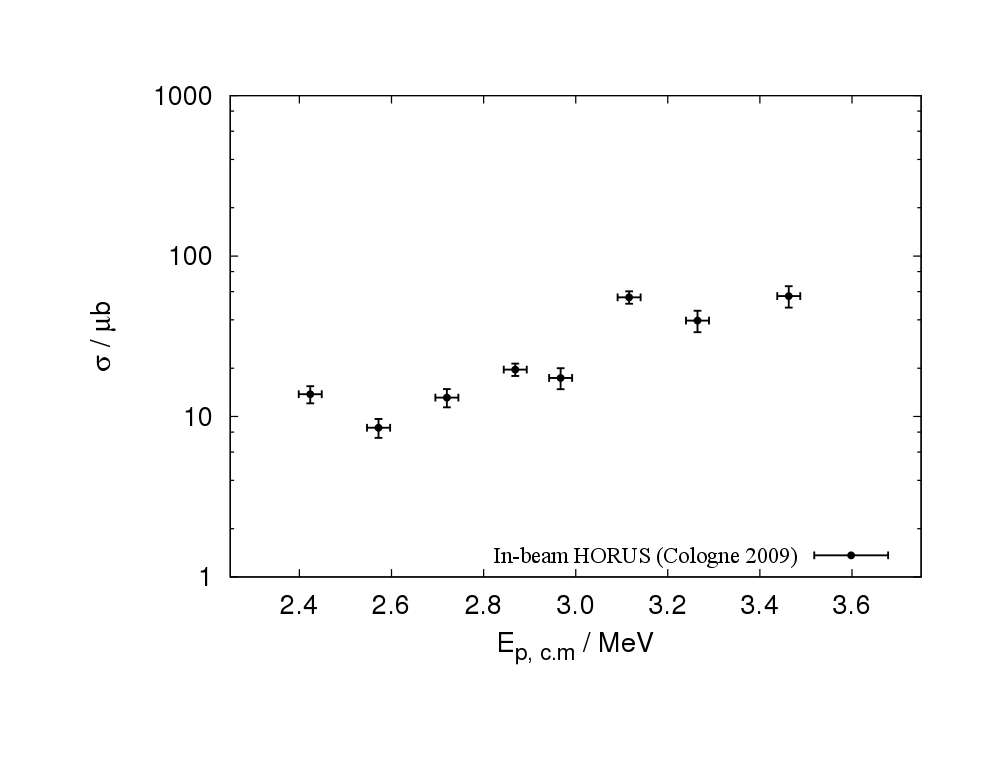 1000
100
10
1
σ / μb
In-beam HORUS (Cologne 2009)
2.4 2.6 2.8 3.0 3.2 3.4 3.6
Ep, c.m / MeV